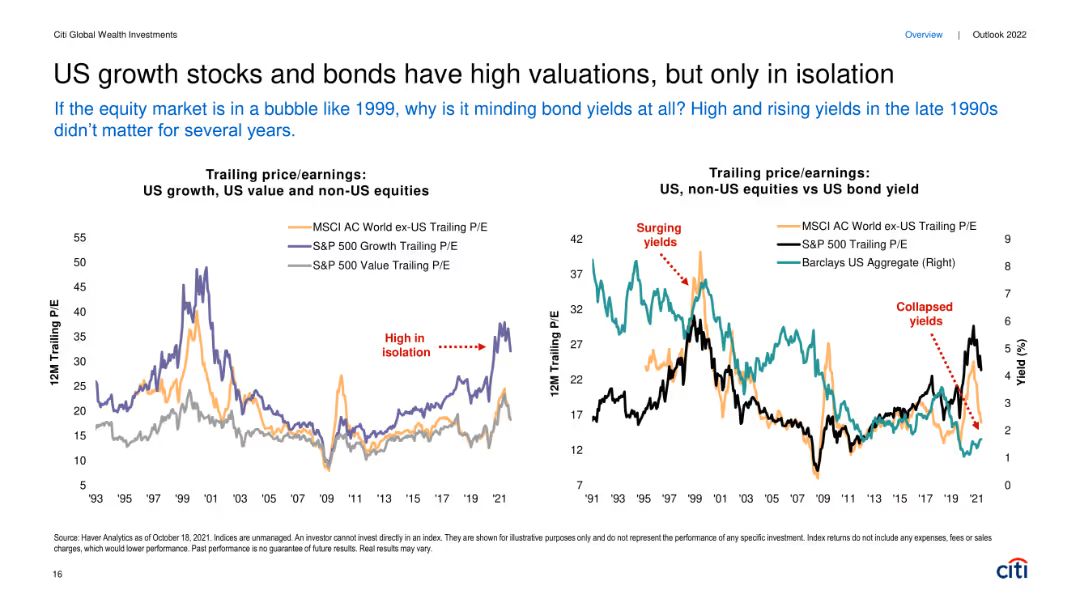 Citi Global Wealth Investments
Overview | Outlook 2022
US growth stocks and bonds have high valuations, but only in isolation
If the equity market is in a bubble like 1999, why is it minding bond yields at all? High and rising yields in the late 1990s
didn't matter for several years.
Trailing price/earnings:
US growth, US value and non-US equities
MSCI AC World ex-US Trailing P/E
S&P 500 Growth Trailing P/E
S&P 500 Value Trailing P/E
12M Trailing P/E
55
50
45
40
35
30
25
20
15
10
5
High in
isolation
'93 '95 '97 '99 '01 '03 '05 '07 '09 '11 '13 '15 '17 '19 '21
Trailing price/earnings:
US, non-US equities vs US bond yield
MSCI AC World ex-US Trailing P/E
S&P 500 Trailing P/E
Barclays US Aggregate (Right)
12M Trailing P/E
42
37
32
27
22
17
12
7
Surging
yields
Collapsed
yields
9
8
7
6
5
4
3
2
1
0
Yield (%)
'91 '93 '95 '97 '99 '01 '03 '05 '07 '09 '11 '13 '15 '17 '19 '21
Source: Haver Analytics as of October 18, 2021. Indices are unmanaged. An investor cannot invest directly in an index. They are shown for illustrative purposes only and do not represent the performance of any specific investment. Index returns do not include any expenses, fees or sales
charges, which would lower performance. Past performance is no guarantee of future results. Real results may vary.
16
citi